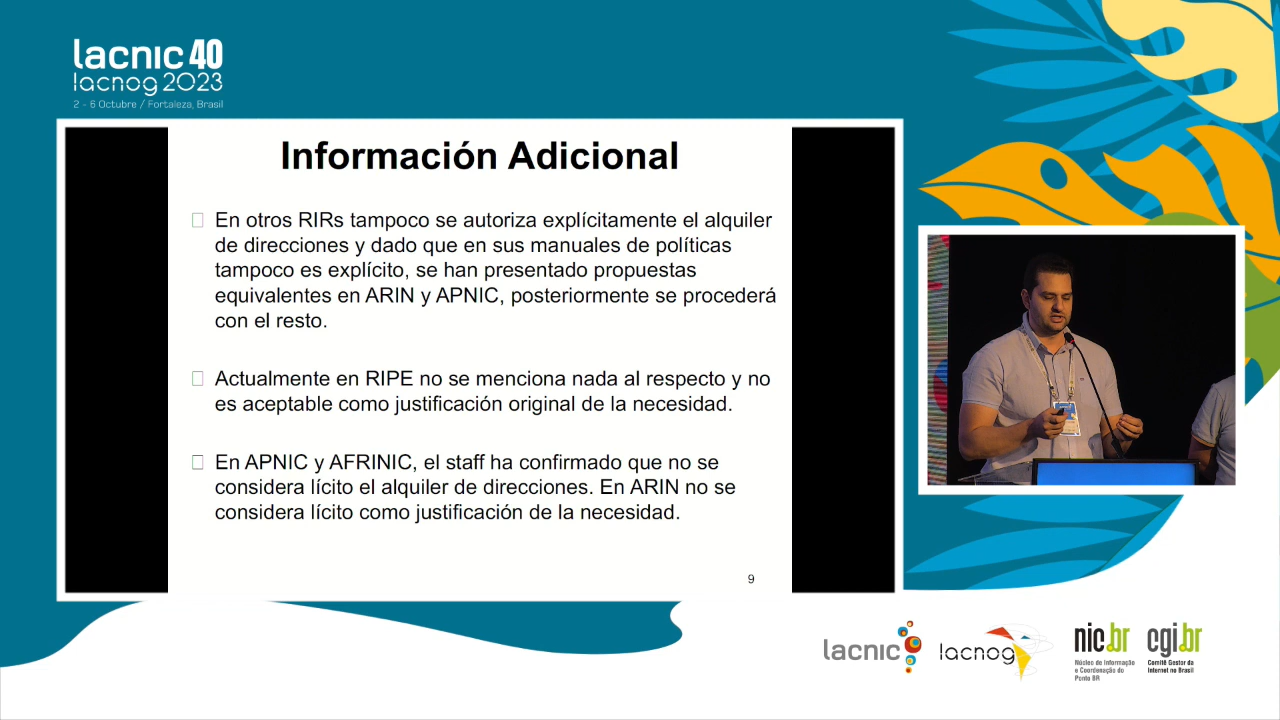 lacnic 40
lacnog 2023
2 - 6 Octubre / Fortaleza, Brasil
Información Adicional
En otros RIRs tampoco se autoriza explícitamente el alquiler
de direcciones y dado que en sus manuales de políticas
tampoco es explícito, se han presentado propuestas
equivalentes en ARIN y APNIC, posteriormente se procederá
con el resto.
Actualmente en RIPE no se menciona nada al respecto y no
es aceptable como justificación original de la necesidad.
En APNIC y AFRINIC, el staff ha confirmado que no se
considera lícito el alquiler de direcciones. En ARIN no se
considera lícito como justificación de la necesidad.
9
lacnic
lacnog
nic.br
Núcleo de Informação
e Coordenação do
Ponto BR
cgi.br
Comitê Gestor da
Internet no Brasil